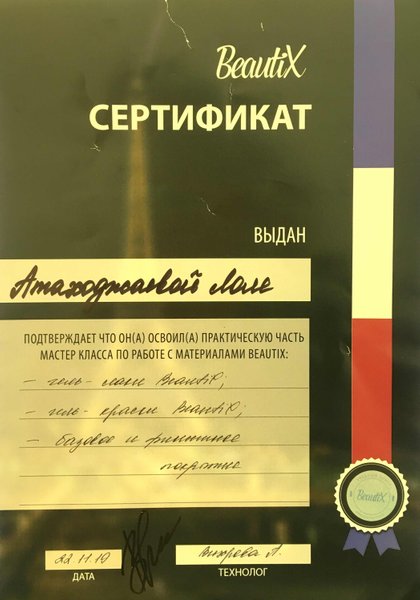 BeautiX
СЕРТИФИКАТ
ВЫДАН
Атаходжаевой Лоле
ПОДТВЕРЖДАЕТ ЧТО ОН(А) ОСВОИЛ(А) ПРАКТИЧЕСКУЮ ЧАСТЬ
МАСТЕР КЛАССА ПО РАБОТЕ С МАТЕРИАЛАМИ BEAUTIX:
- гель-лаки BeautiX;
- гель-краски BeautiX;
- базовое и финишное
покрытие
BeautiX
22.11.19
ДАТА
ТЕХНОЛОГ